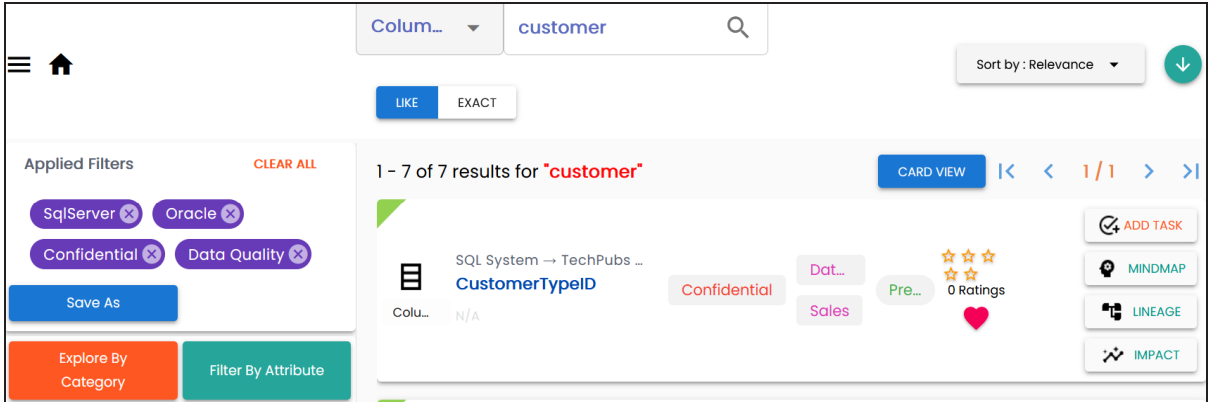 Colum...
customer
Sort by : Relevance
LIKE
EXACT
Applied Filters
CLEAR ALL
SqlServer
Oracle
Confidential
Data Quality
Save As
Explore By
Category
Filter By Attribute
1 - 7 of 7 results for "customer"
CARD VIEW
1 / 1
Colu...
SQL System → TechPubs ...
CustomerTypeID
N/A
Confidential
Dat...
Sales
Pre...
0 Ratings
ADD TASK
MINDMAP
LINEAGE
IMPACT